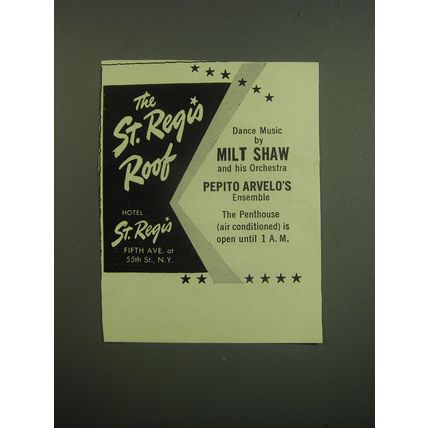 The
St. Regis
Roof
HOTEL
St. Regis
FIFTH AVE. at
55th St., N.Y.
Dance Music
by
MILT SHAW
and his Orchestra
PEPITO ARVELO'S
Ensemble
The Penthouse
(air conditioned) is
open until 1 A.M.